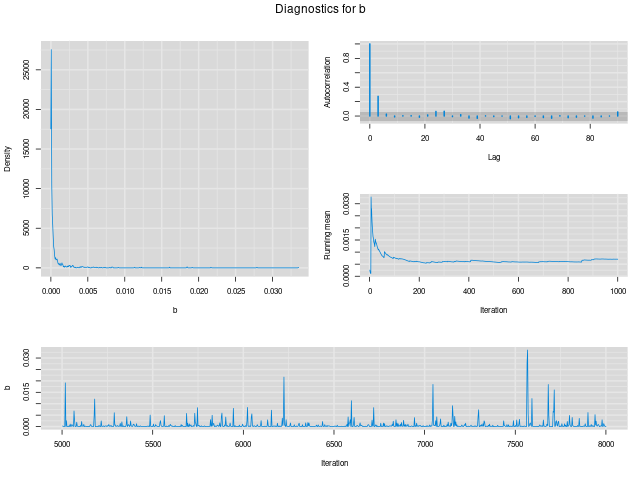 Diagnostics for b
Density
0 5000 10000 15000 20000 25000
0.000 0.005 0.010 0.015 0.020 0.025 0.030
b
Autocorrelation
0.0 0.4 0.8
0 20 40 60 80
Lag
Running mean
0.0000 0.0015 0.0030
0 200 400 600 800 1000
Iteration
b
0.000 0.015 0.030
5000 5500 6000 6500 7000 7500 8000
Iteration